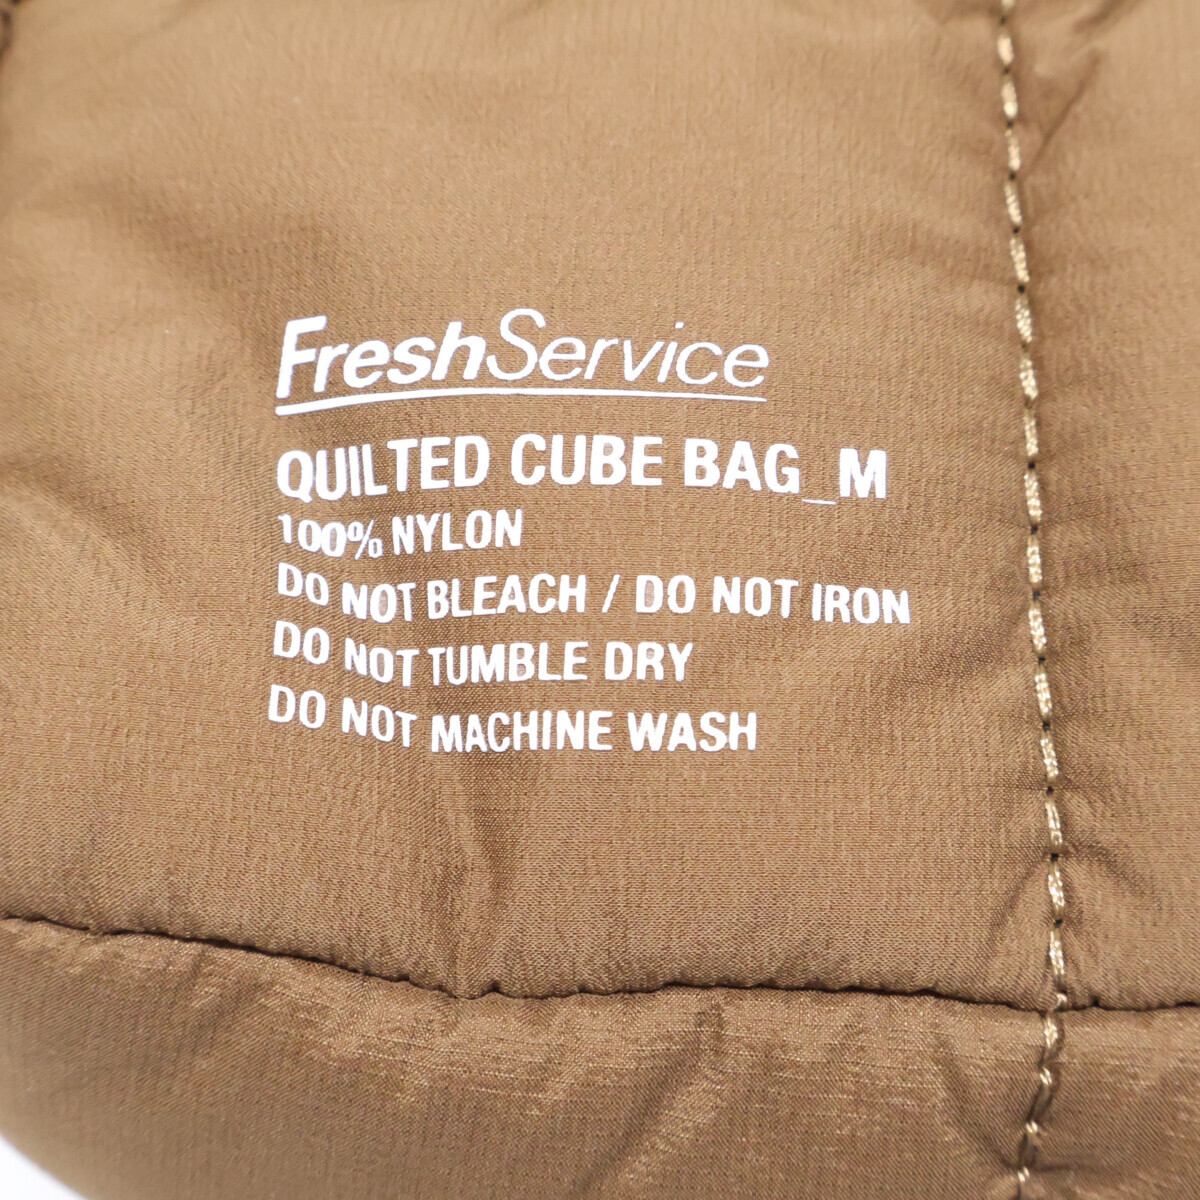 FreshService
QUILTED CUBE BAG_M
100% NYLON
DO NOT BLEACH / DO NOT IRON
DO NOT TUMBLE DRY
DO NOT MACHINE WASH